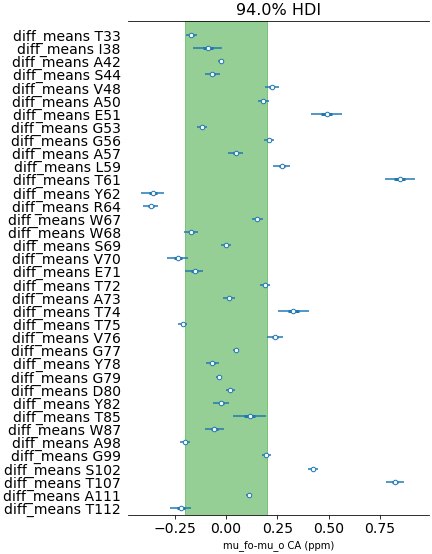 94.0% HDI
diff_means T33
diff_means I38
diff_means A42
diff_means S44
diff_means V48
diff_means A50
diff_means E51
diff_means G53
diff_means G56
diff_means A57
diff_means L59
diff_means T61
diff_means Y62
diff_means R64
diff_means W67
diff_means W68
diff_means S69
diff_means V70
diff_means E71
diff_means T72
diff_means A73
diff_means T74
diff_means T75
diff_means V76
diff_means G77
diff_means Y78
diff_means G79
diff_means D80
diff_means Y82
diff_means T85
diff_means W87
diff_means A98
diff_means G99
diff_means S102
diff_means T107
diff_means A111
diff_means T112
−0.25 0.00 0.25 0.50 0.75
mu_fo-mu_o CA (ppm)